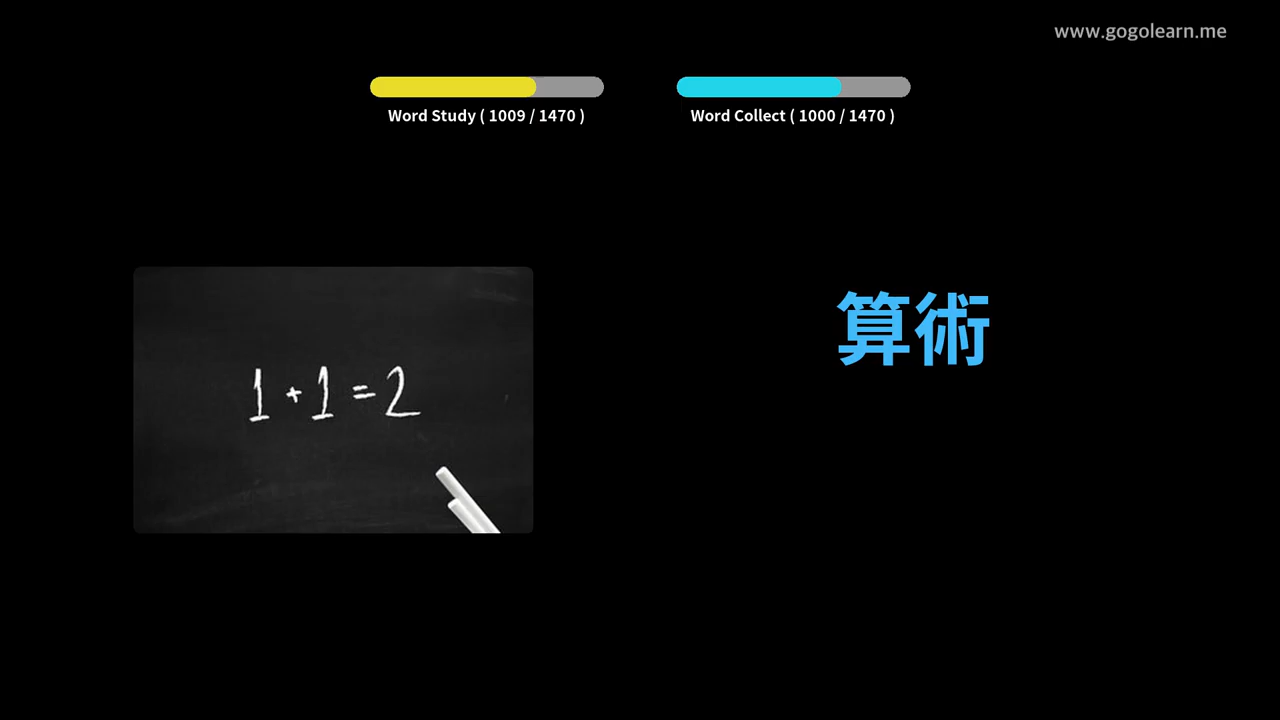 www.gogolearn.me
Word Study ( 1009 / 1470 )
Word Collect ( 1000 / 1470 )
算術
1 + 1 = 2